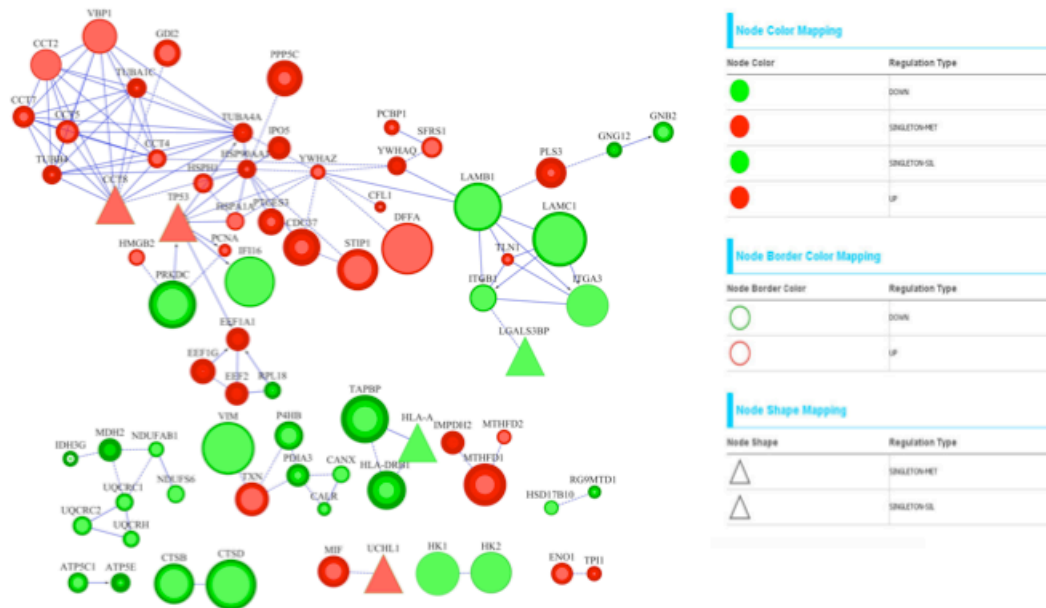 VBP1
CCT2
GDI2
PPP5C
TUBA1C
CCT7
CCT5
TUBA4A
PCBP1
SFRS1
GNB2
GNG12
IPO5
CCT4
TUBB4
HSP90AA1
YWHAZ
YWHAQ
PLS3
HSPH1
LAMB1
CCT8
TP53
HSPA1A
PTGES3
CFL1
LAMC1
CDC37
DFFA
HMGB2
PCNA
IFI16
STIP1
TLN1
PRKDC
ITGB1
ITGA3
EEF1A1
LGALS3BP
EEF1G
EEF2
RPL18
TAPBP
VIM
P4HB
HLA-A
IMPDH2
MTHFD2
MDH2
NDUFAB1
IDH3G
PDIA3
CANX
HLA-DRB1
MTHFD1
TXN
NDUFS6
RG9MTD1
UQCRC1
CALR
HSD17B10
UQCRC2
UQCRH
CTSB
CTSD
MIF
UCHL1
HK1
HK2
ENO1
TPI1
ATP5C1
ATP5E
Node Color Mapping
Node Color Regulation Type
DOWN
SINGLETON-MET
SINGLETON-SIL
UP
Node Border Color Mapping
Node Border Color Regulation Type
DOWN
UP
Node Shape Mapping
Node Shape Regulation Type
SINGLETON-MET
SINGLETON-SIL